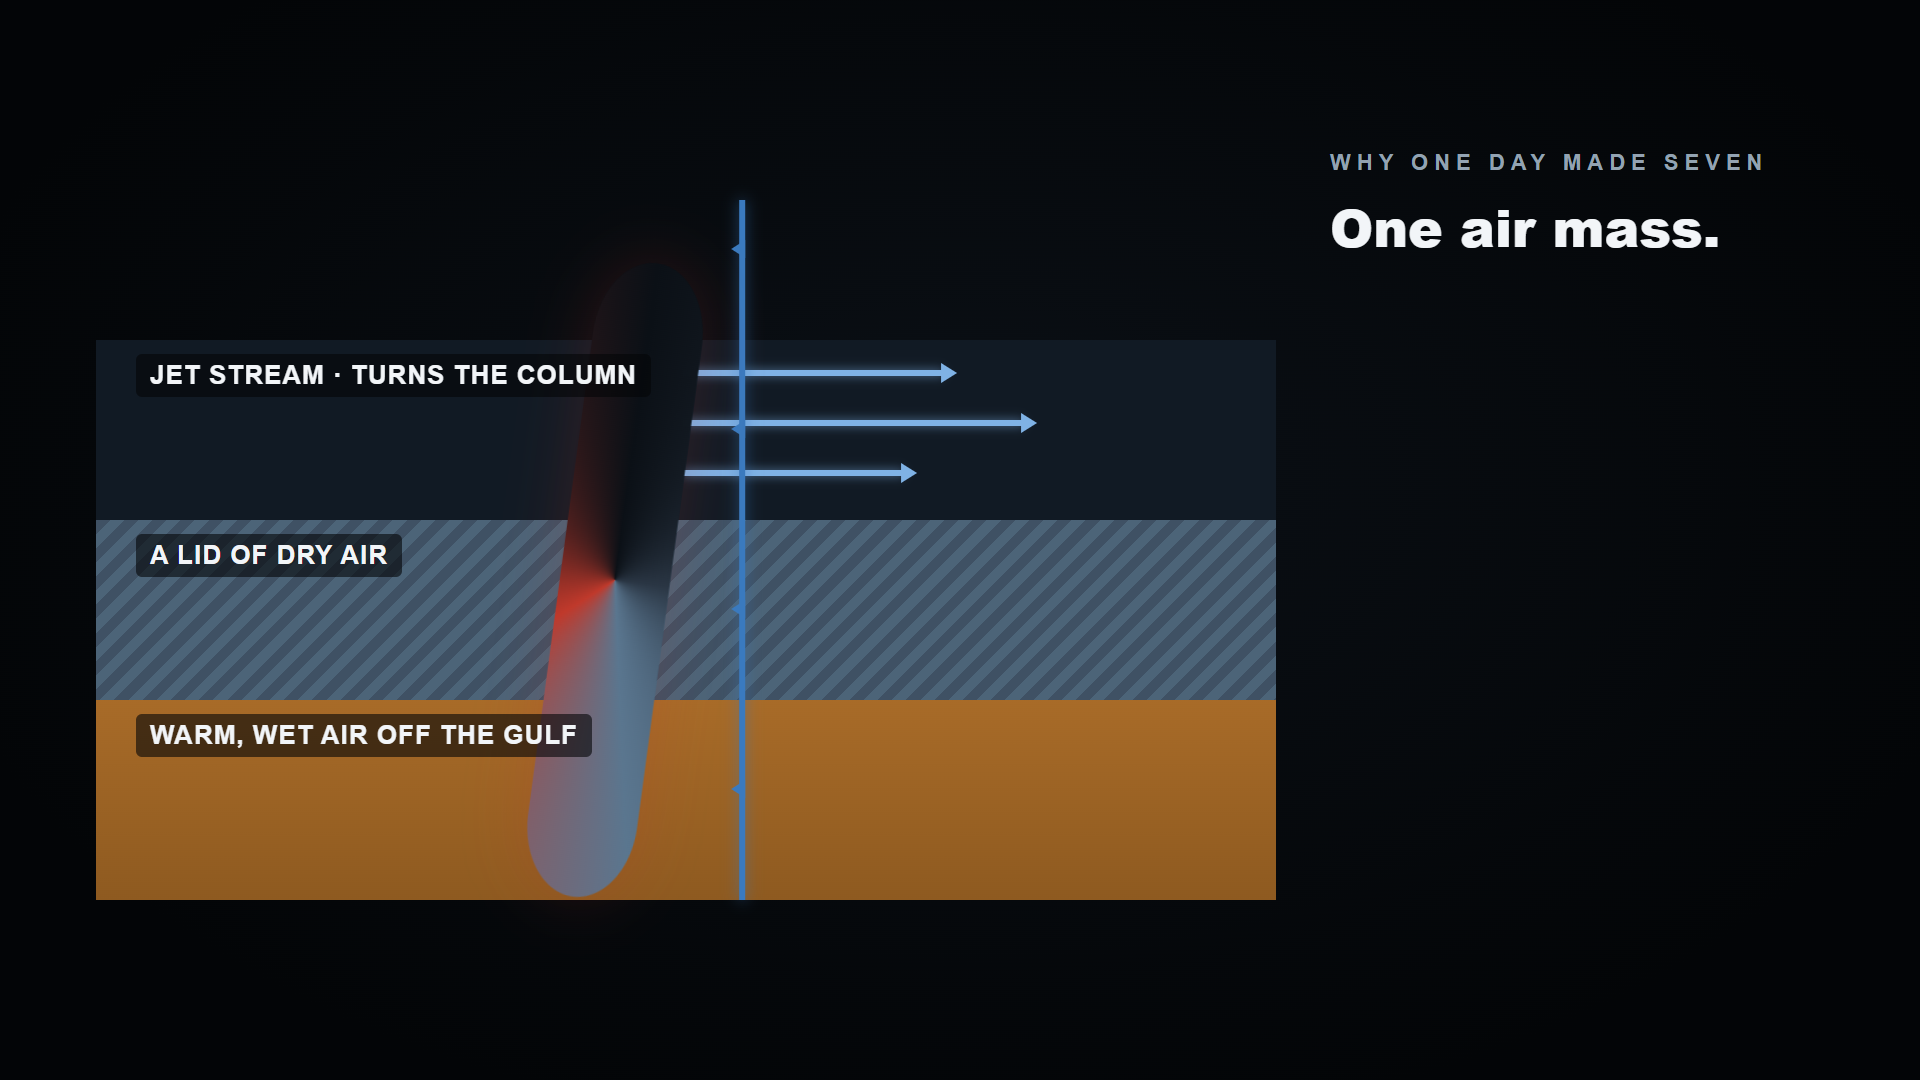 WHY ONE DAY MADE SEVEN
One air mass.
JET STREAM · TURNS THE COLUMN
A LID OF DRY AIR
WARM, WET AIR OFF THE GULF